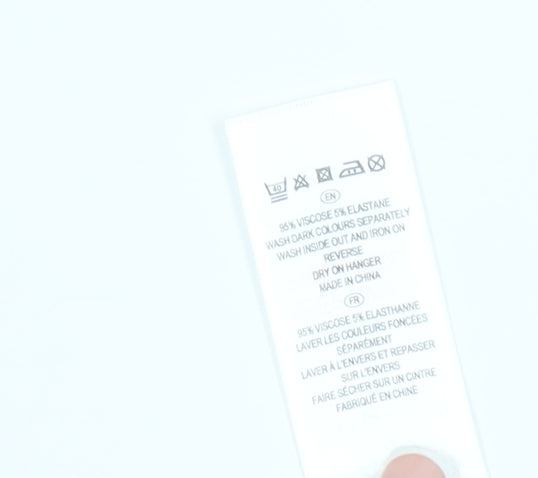 40
EN
95% VISCOSE 5% ELASTANE
WASH DARK COLOURS SEPARATELY
WASH INSIDE OUT AND IRON ON
REVERSE
DRY ON HANGER
MADE IN CHINA
FR
95% VISCOSE 5% ELASTHANNE
LAVER LES COULEURS FONCÉES
SÉPARÉMENT
LAVER À L'ENVERS ET REPASSER
SUR L'ENVERS
FAIRE SÉCHER SUR UN CINTRE
FABRIQUÉ EN CHINE